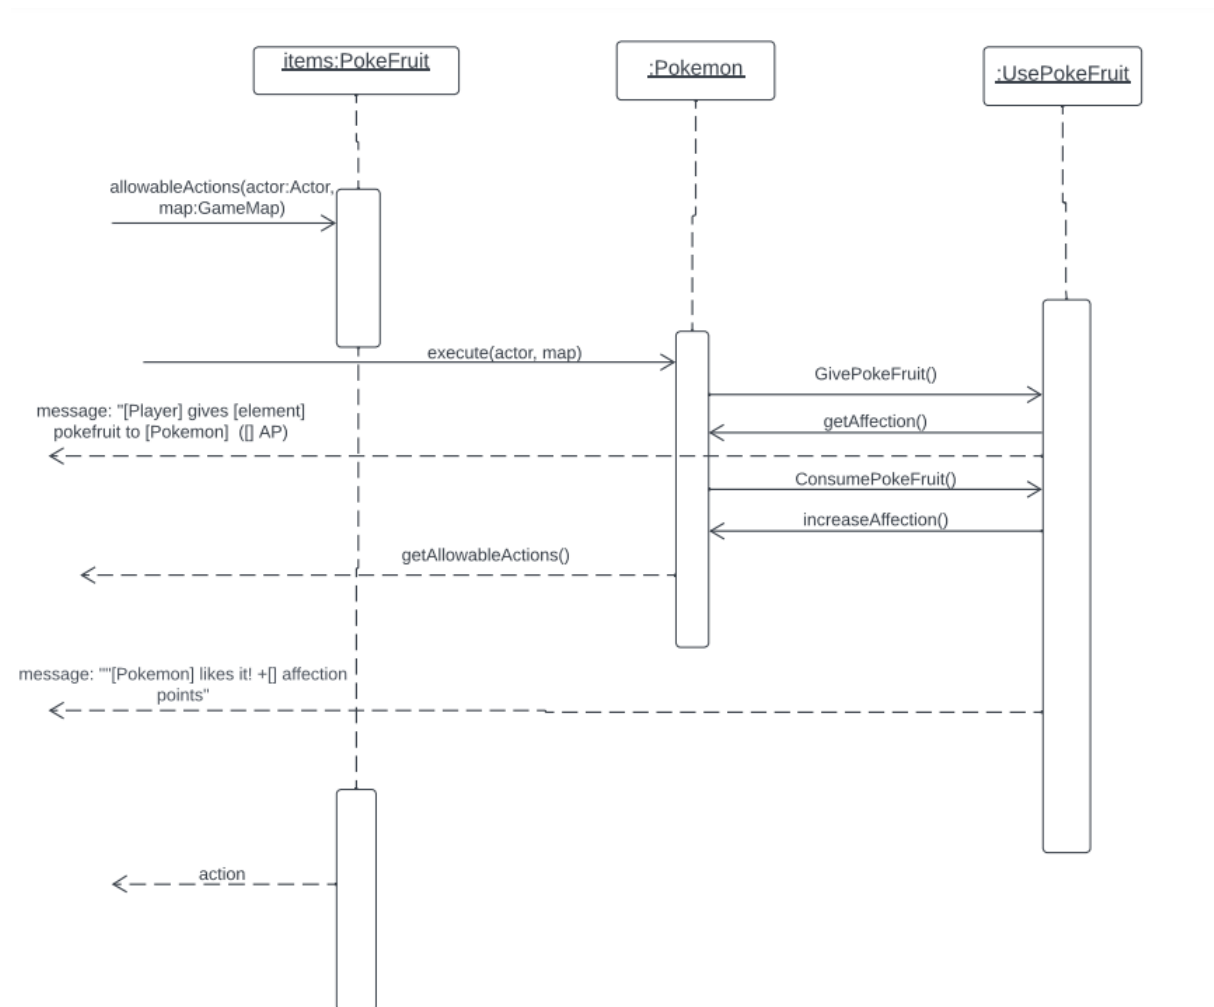 items:PokeFruit
:Pokemon
:UsePokeFruit
allowableActions(actor:Actor,
map:GameMap)
execute(actor, map)
GivePokeFruit()
message: "[Player] gives [element]
pokefruit to [Pokemon]  ([] AP)
getAffection()
ConsumePokeFruit()
increaseAffection()
getAllowableActions()
message: """[Pokemon] likes it! +[] affection
points"
action